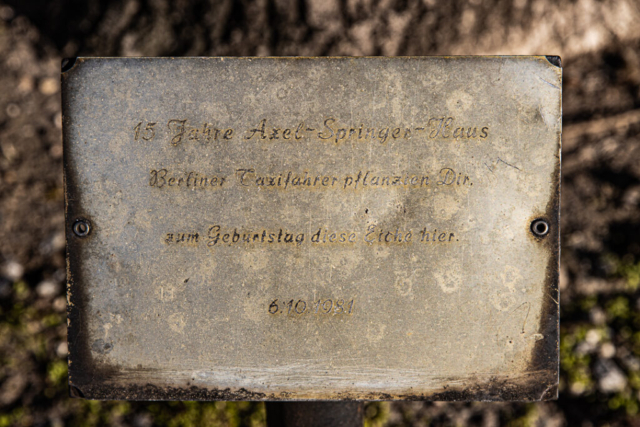 15 Jahre Axel-Springer-Haus
Berliner Taxifahrer pflanzten Dir.
zum Geburtstag diese Eiche hier.
6.10.1981